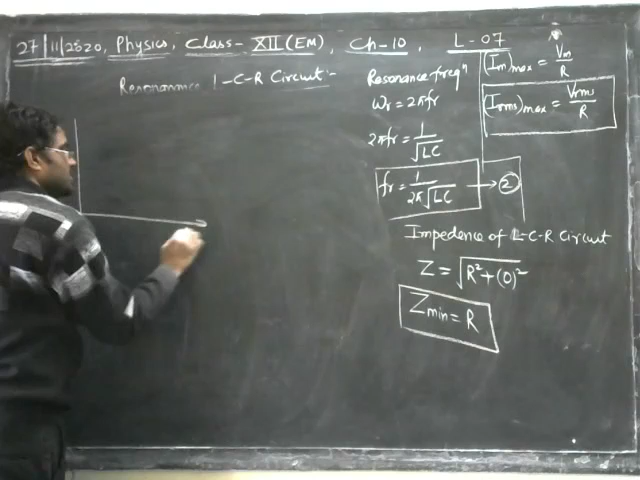 27|11|2020, Physics, Class- XII (EM), Ch-10, L-07
Resonance L-C-R Circuit:-
Resonance freqⁿ
ωr = 2πfr
2πfr = 1/√LC
fr = 1/2π√LC → (2)
(Im)max = Vm/R
(Irms)max = Vrms/R
Impedence of L-C-R Circuit
Z = √R²+(0)²
Zmin = R